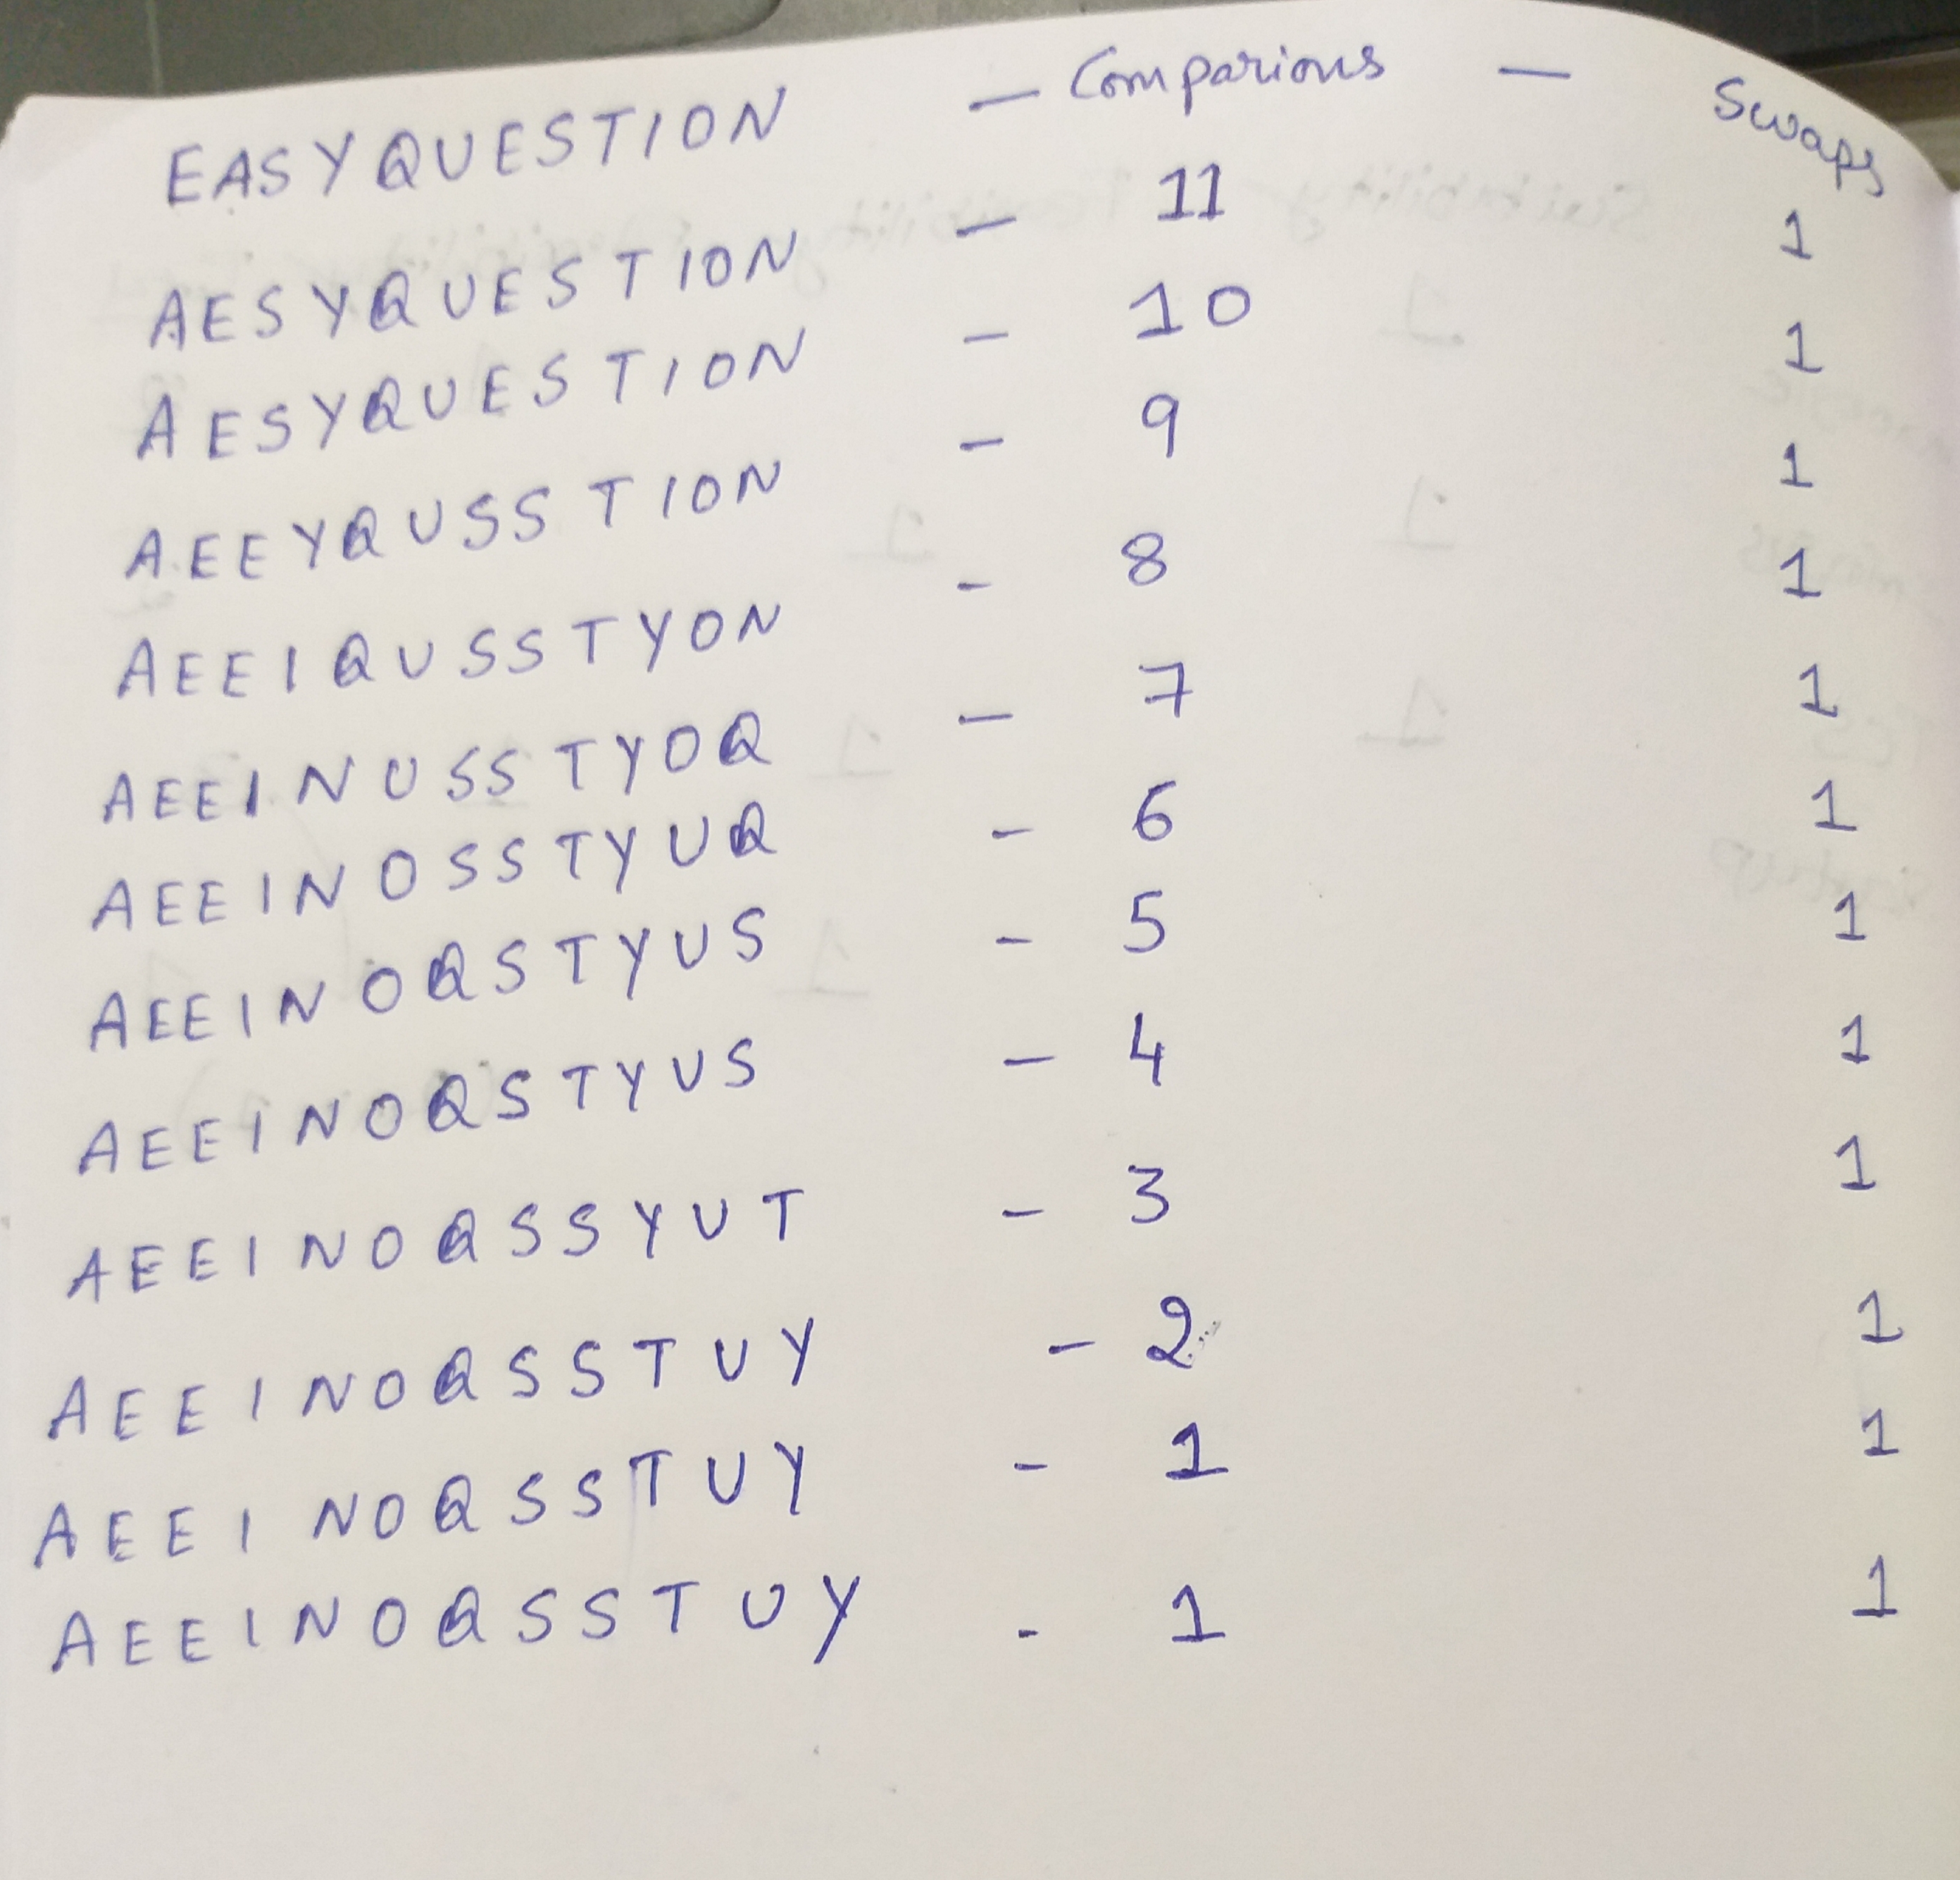 EASYQUESTION — Comparions — Swaps
AESYQUESTION - 11 1
AESYQUESTION - 10 1
AEEYQUSSTION - 9 1
AEEIQUSSTYON - 8 1
AEEINUSSTYOQ - 7 1
AEEINOSSTYUQ - 6 1
AEEINOQSTYUS - 5 1
AEEINOQSTYUS - 4 1
AEEINOQSSYUT - 3 1
AEEINOQSSTUY - 2 1
AEEINOQSSTUY - 1 1
AEEINOQSSTUY - 1 1